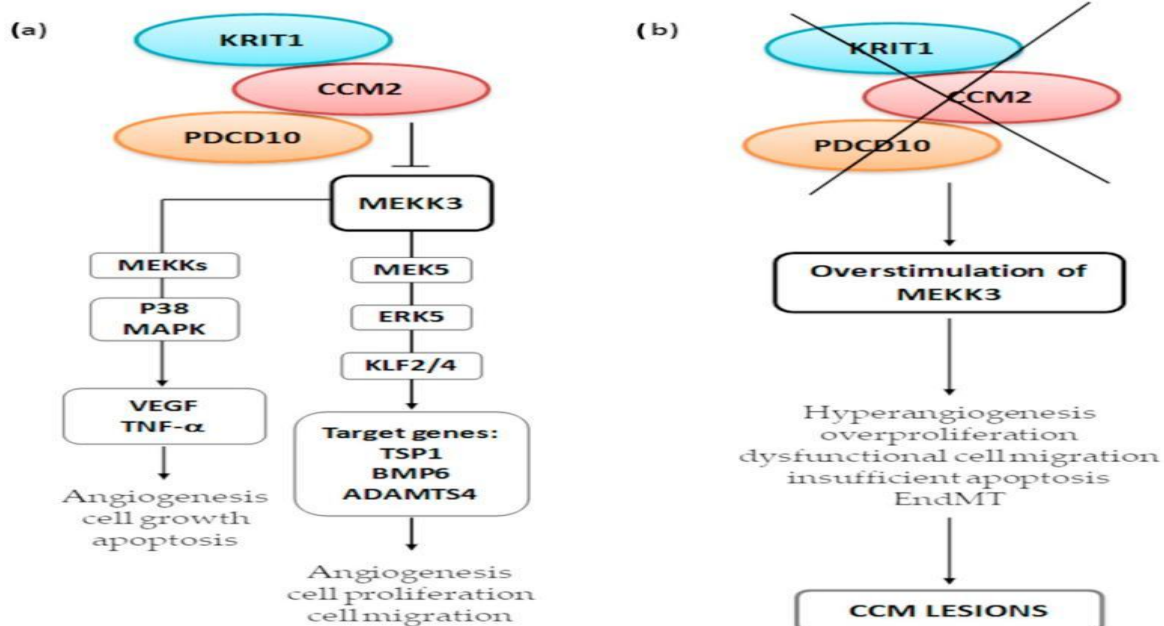 (a)
KRIT1
CCM2
PDCD10
MEKK3
MEKKs
P38
MAPK
VEGF
TNF-α
Angiogenesis
cell growth
apoptosis
MEK5
ERK5
KLF2/4
Target genes:
TSP1
BMP6
ADAMTS4
Angiogenesis
cell proliferation
cell migration
(b)
KRIT1
CCM2
PDCD10
Overstimulation of
MEKK3
Hyperangiogenesis
overproliferation
dysfunctional cell migration
insufficient apoptosis
EndMT
CCM LESIONS